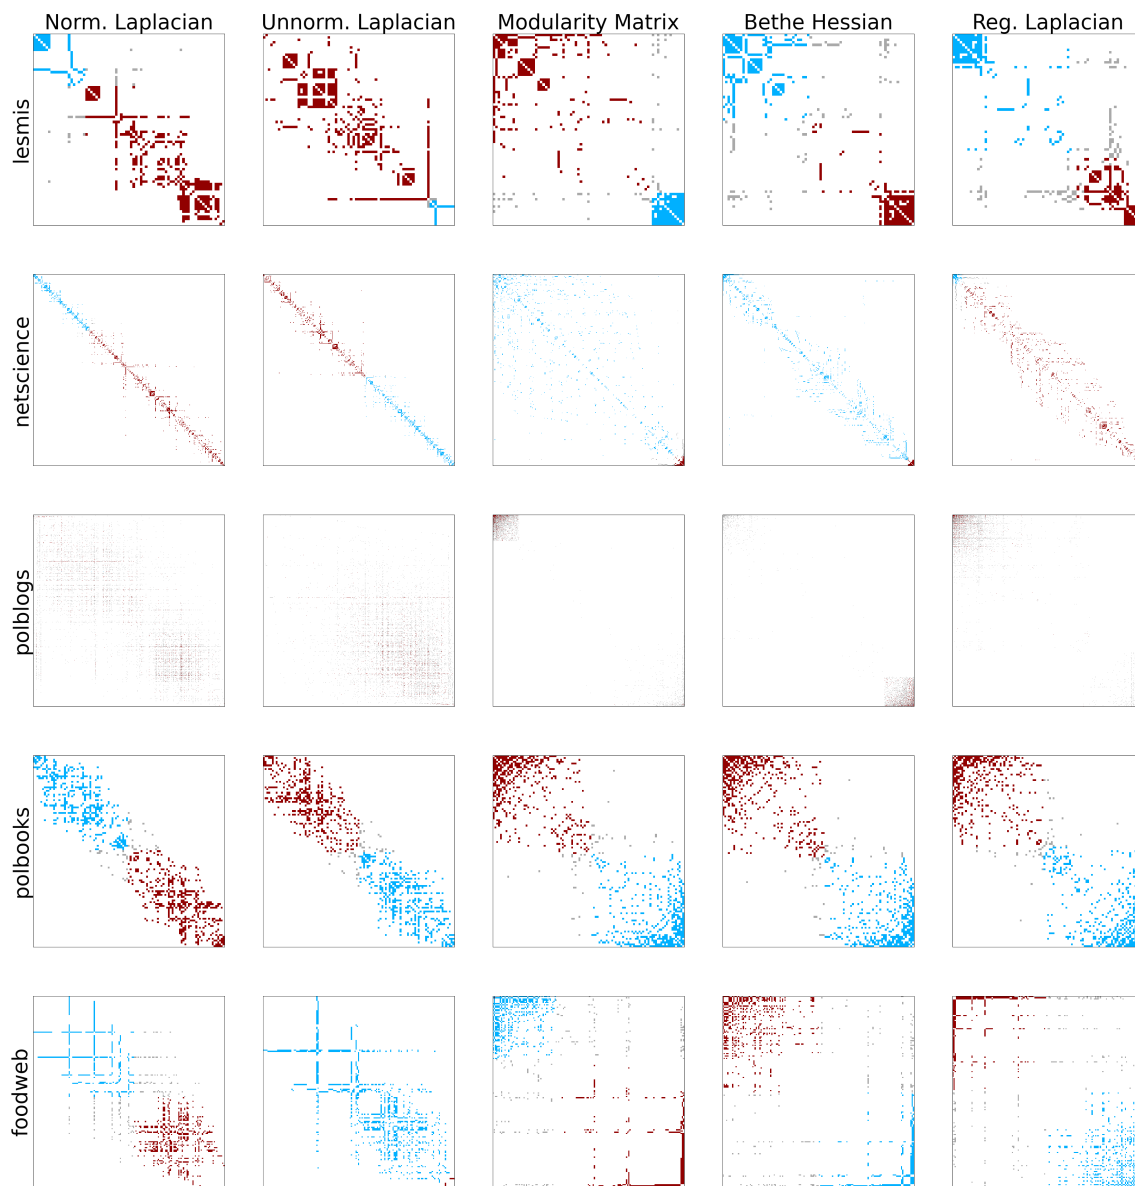 Norm. Laplacian
Unnorm. Laplacian
Modularity Matrix
Bethe Hessian
Reg. Laplacian
lesmis
netscience
polblogs
polbooks
foodweb